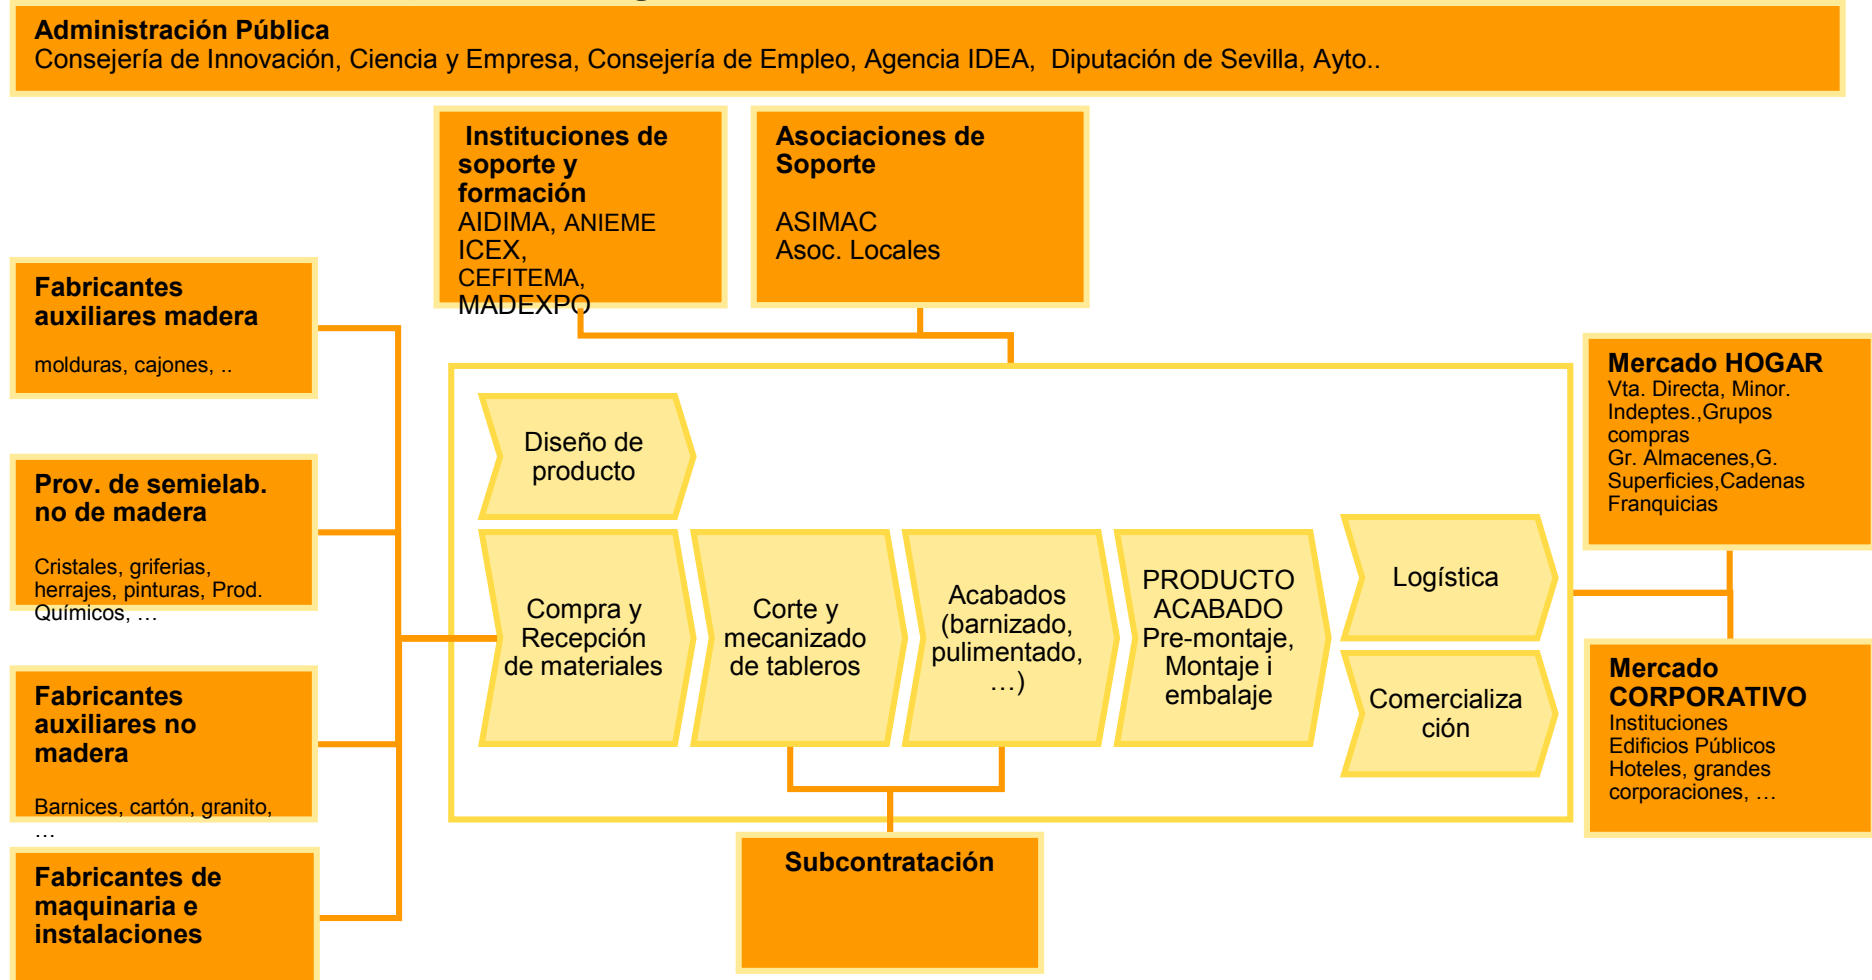 Administración Pública
Consejería de Innovación, Ciencia y Empresa, Consejería de Empleo, Agencia IDEA, Diputación de Sevilla, Ayto..
Instituciones de
soporte y
formación
AIDIMA, ANIEME
ICEX,
CEFITEMA,
MADEXPO
Asociaciones de
Soporte
ASIMAC
Asoc. Locales
Fabricantes
auxiliares madera
molduras, cajones, ..
Prov. de semielab.
no de madera
Cristales, griferias,
herrajes, pinturas, Prod.
Químicos, …
Fabricantes
auxiliares no
madera
Barnices, cartón, granito,
…
Fabricantes de
maquinaria e
instalaciones
Diseño de
producto
Compra y
Recepción
de materiales
Corte y
mecanizado
de tableros
Acabados
(barnizado,
pulimentado,
…)
PRODUCTO
ACABADO
Pre-montaje,
Montaje i
embalaje
Logística
Comercializa
ción
Subcontratación
Mercado HOGAR
Vta. Directa, Minor.
Indeptes.,Grupos
compras
Gr. Almacenes,G.
Superficies,Cadenas
Franquicias
Mercado
CORPORATIVO
Instituciones
Edificios Públicos
Hoteles, grandes
corporaciones, …